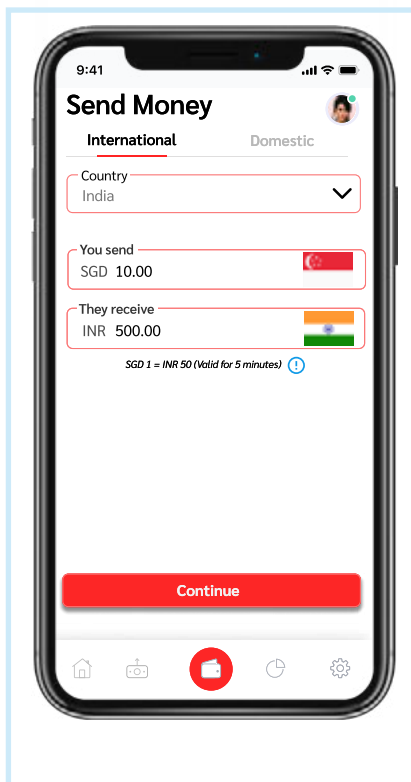 9:41
Send Money
International Domestic
Country
India
You send
SGD 10.00
They receive
INR 500.00
SGD 1 = INR 50 (Valid for 5 minutes) !
Continue